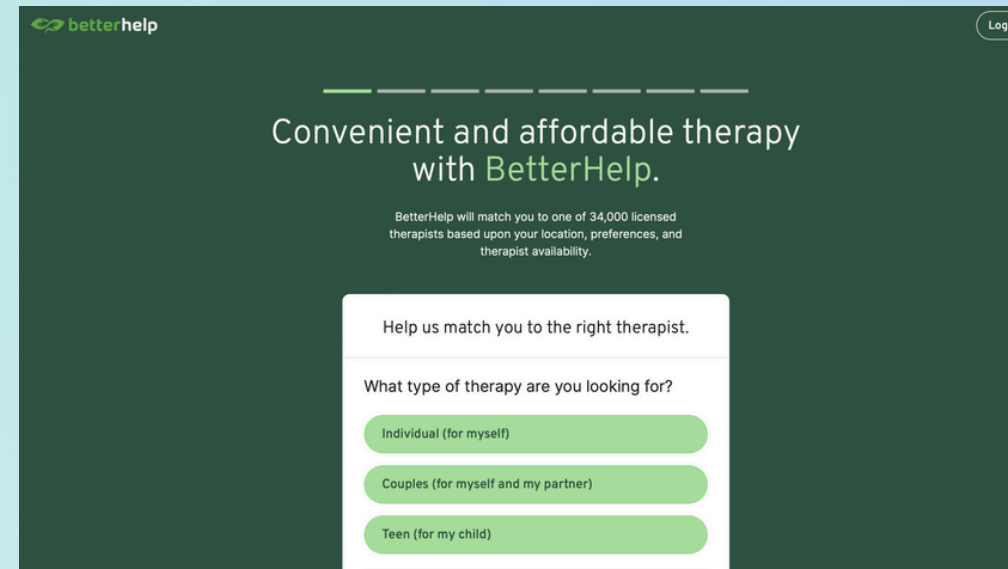 betterhelp
Log
Convenient and affordable therapy
with BetterHelp.
BetterHelp will match you to one of 34,000 licensed
therapists based upon your location, preferences, and
therapist availability.
Help us match you to the right therapist.
What type of therapy are you looking for?
Individual (for myself)
Couples (for myself and my partner)
Teen (for my child)